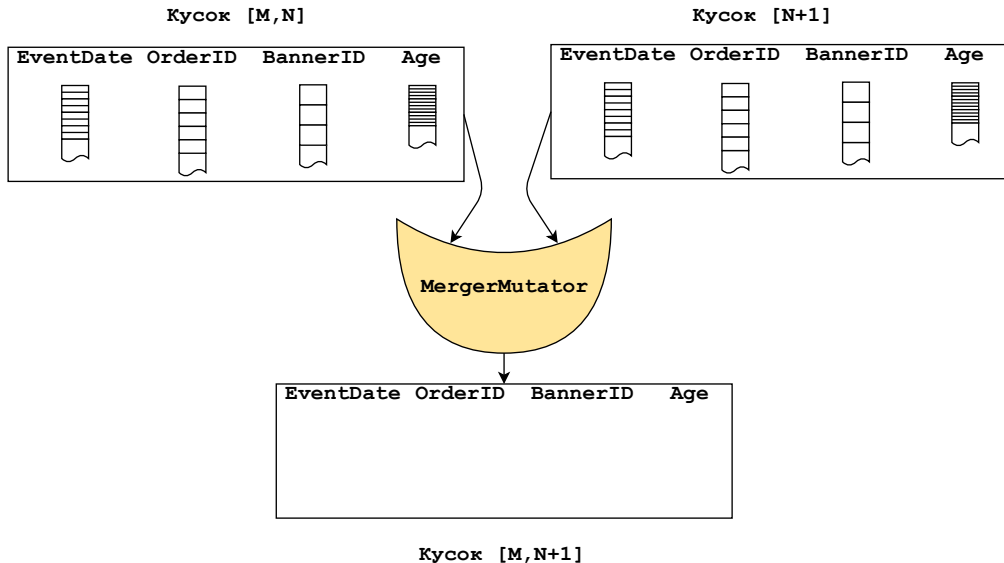 Кусок [M,N]
Кусок [N+1]
EventDate OrderID BannerID Age
EventDate OrderID BannerID Age
MergerMutator
EventDate OrderID BannerID Age
Кусок [M,N+1]